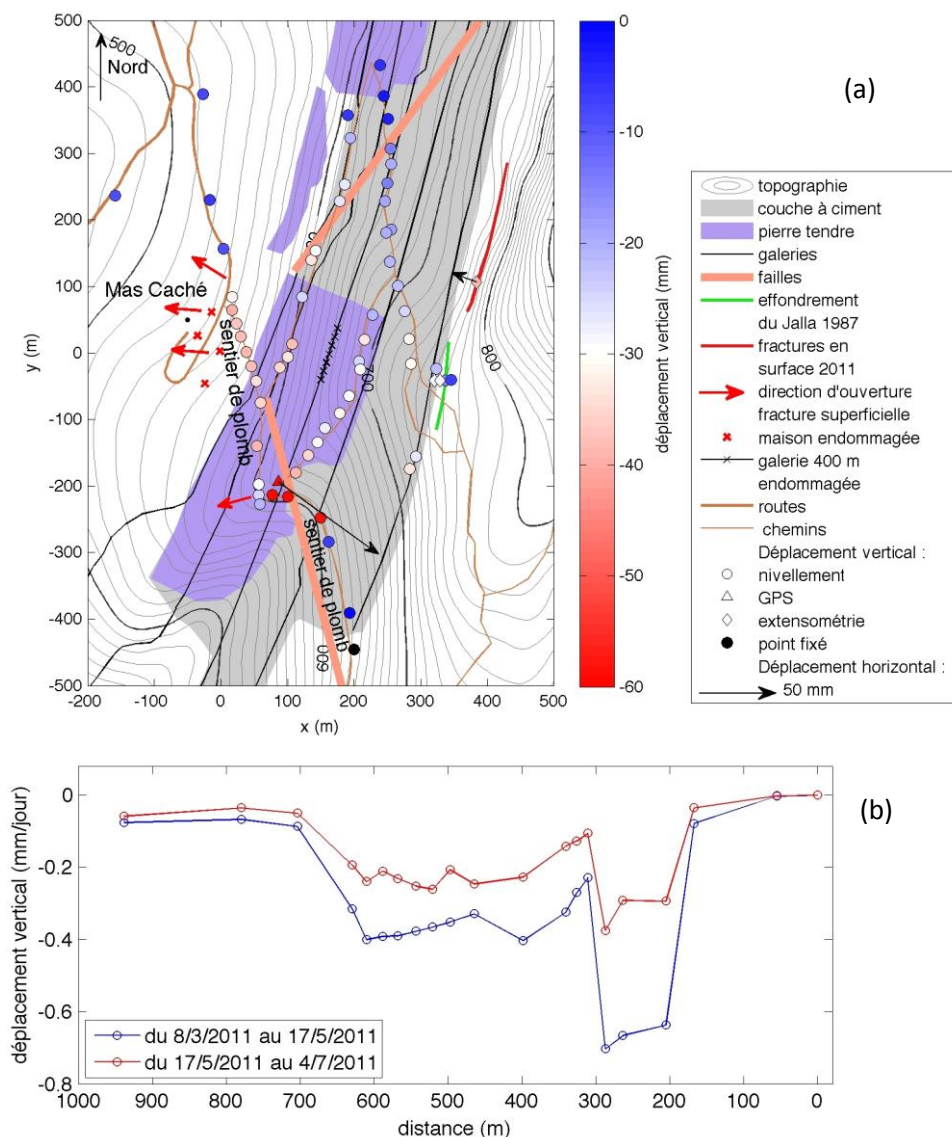 500
400
300
200
100
0
-100
-200
-300
-400
-500
y (m)
-200
-100
0
100
200
300
400
500
x (m)
500
Nord
Mas Caché
sentier de plomb
sentier de plomb
700
800
600
0
-10
-20
-30
-40
-50
-60
déplacement vertical (mm)
(a)
topographie
couche à ciment
pierre tendre
galeries
failles
effondrement
du Jalla 1987
fractures en
surface 2011
direction d'ouverture
fracture superficielle
maison endommagée
galerie 400 m
endommagée
routes
chemins
Déplacement vertical :
nivellement
GPS
extensométrie
point fixé
Déplacement horizontal :
50 mm
0
-0.2
-0.4
-0.6
-0.8
déplacement vertical (mm/jour)
(b)
du 8/3/2011 au 17/5/2011
du 17/5/2011 au 4/7/2011
1000
900
800
700
600
500
400
300
200
100
0
distance (m)